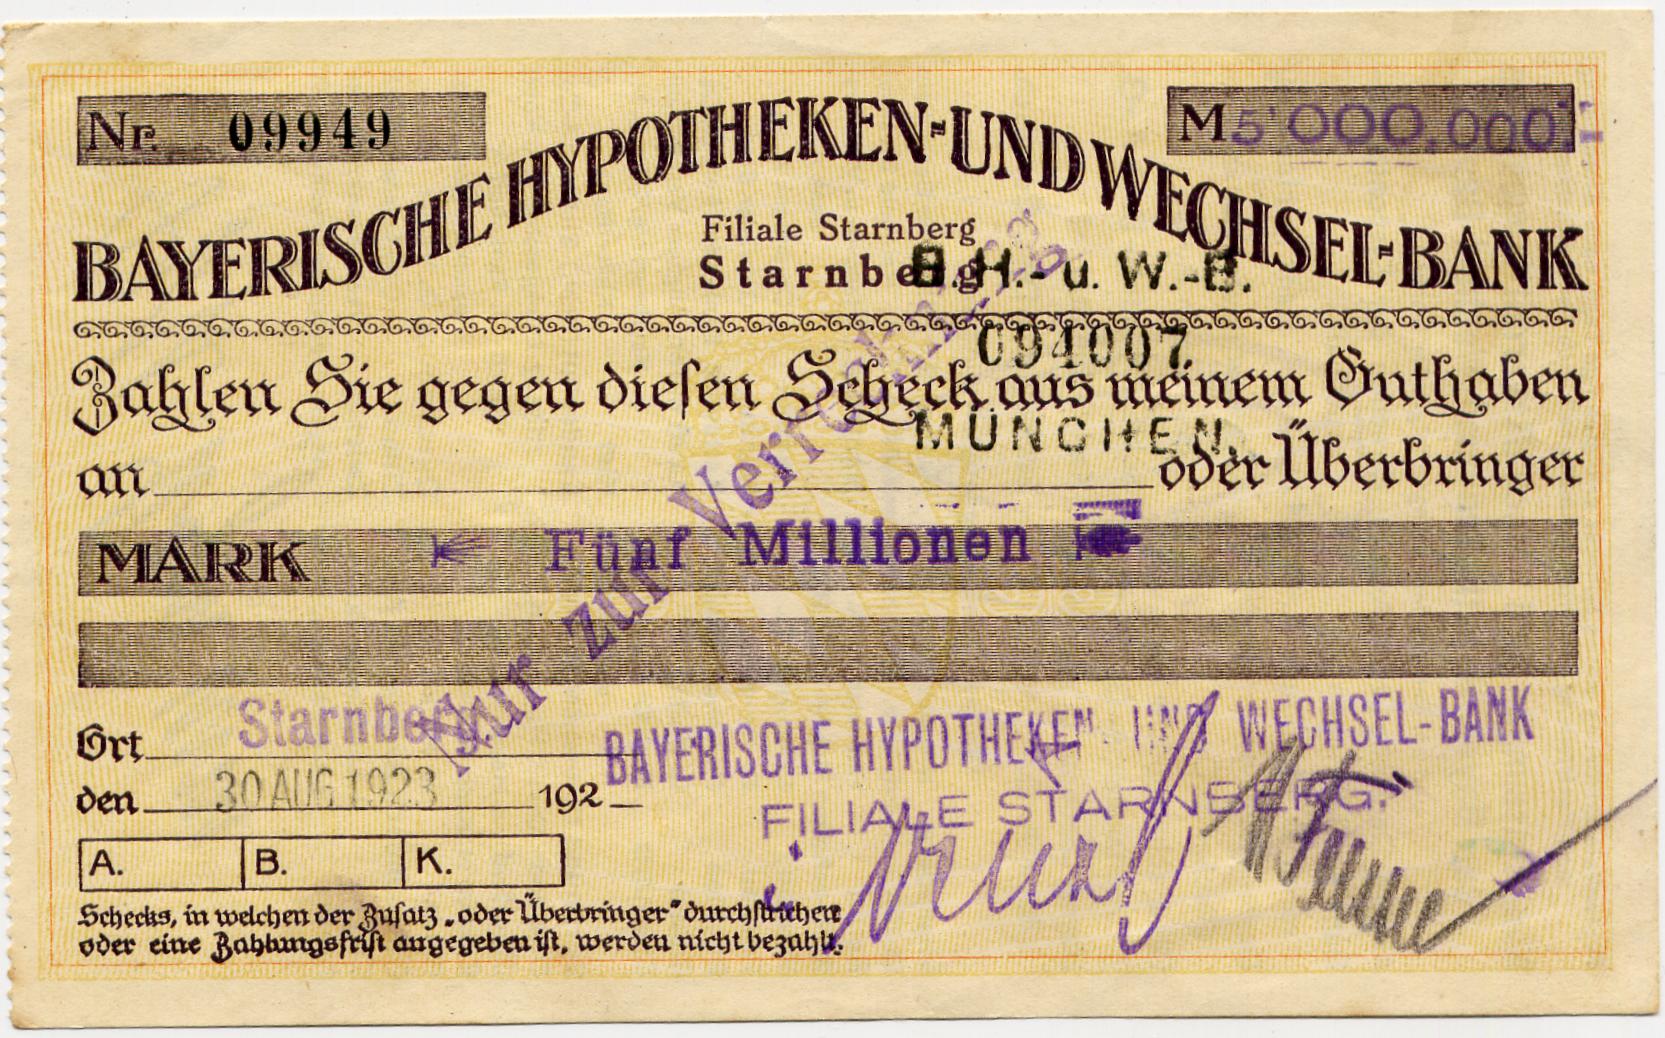 Nr. 09949
M 5'000.000.-
BAYERISCHE HYPOTHEKEN-UND WECHSEL-BANK
Filiale Starnberg
Starnberg
B.H.- u. W.-B.
094007
Zahlen Sie gegen diesen Scheck aus meinem Guthaben
MÜNCHEN.
an oder Überbringer
MARK Fünf Millionen
Nur zur Verrechnung
Ort Starnberg
BAYERISCHE HYPOTHEKEN- UND WECHSEL-BANK
den 30 AUG 1923 192
FILIALE STARNBERG.
A. B. K.
Schecks, in welchen der Zusatz „oder Überbringer" durchstrichen
oder eine Zahlungsfrist angegeben ist, werden nicht bezahlt.